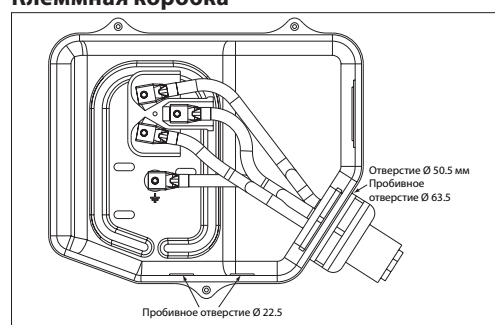 Клеммная коробка
Отверстие Ø 50.5 мм
Пробивное
отверстие Ø 63.5
Пробивное отверстие Ø 22.5